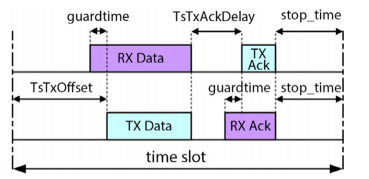 guardtime TsTxAckDelay stop_time
RX Data TX Ack
TsTxOffset guardtime stop_time
TX Data RX Ack
time slot